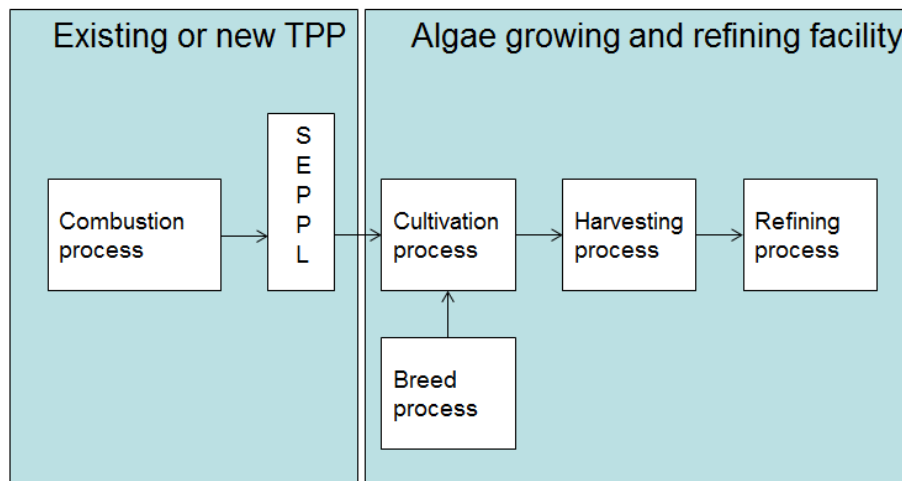 Existing or new TPP
Algae growing and refining facility
S
E
P
P
L
Combustion
process
Cultivation
process
Harvesting
process
Refining
process
Breed
process